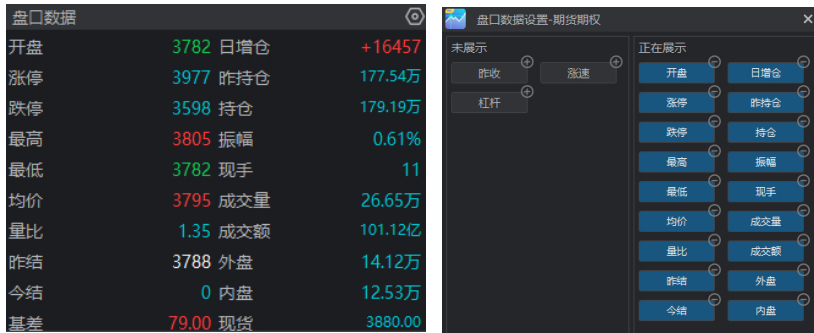 盘口数据
开盘 3782 日增仓 +16457
涨停 3977 昨持仓 177.54万
跌停 3598 持仓 179.19万
最高 3805 振幅 0.61%
最低 3782 现手 11
均价 3795 成交量 26.65万
量比 1.35 成交额 101.12亿
昨结 3788 外盘 14.12万
今结 0 内盘 12.53万
基差 79.00 现货 3880.00
盘口数据设置-期货期权
未展示
昨收 涨速
杠杆
正在展示
开盘 日增仓
涨停 昨持仓
跌停 持仓
最高 振幅
最低 现手
均价 成交量
量比 成交额
昨结 外盘
今结 内盘